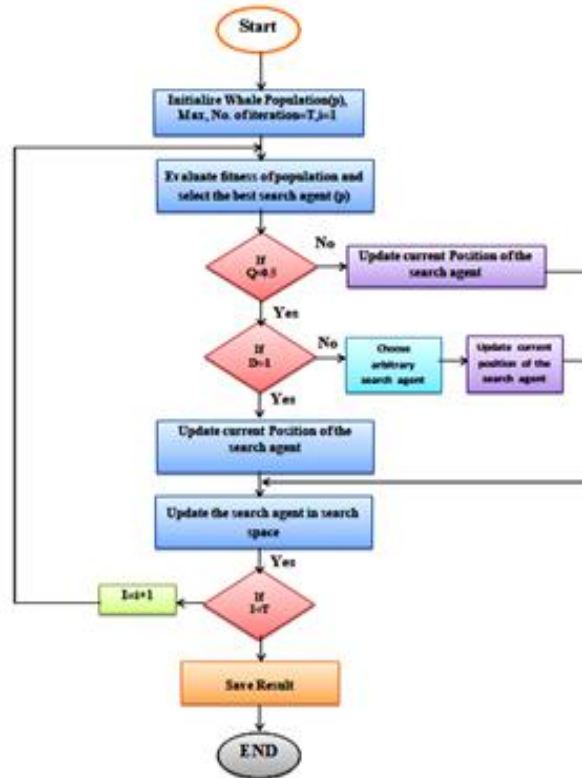 Start
Initialize Whale Population(p),
Max, No. of iteration=T,i=1
Evaluate fitness of population and
select the best search agent (p)
If
Q<0.5
No
Update current Position of the
search agent
Yes
If
No
Choose
arbitrary
search agent
Update current
position of the
search agent
Yes
Update current Position of the
search agent
Update the search agent in search
space
Yes
If
I<T
Save Result
END